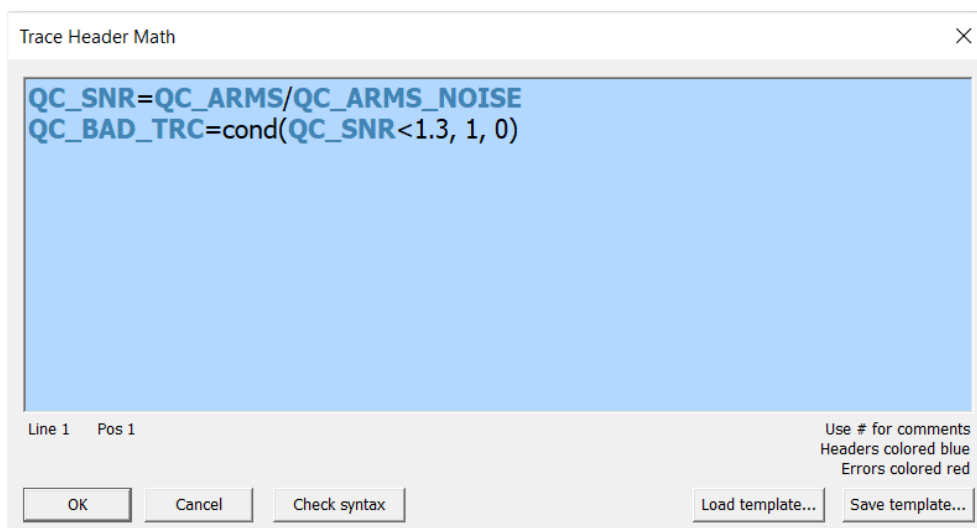 Trace Header Math
QC_SNR=QC_ARMS/QC_ARMS_NOISE
QC_BAD_TRC=cond(QC_SNR<1.3, 1, 0)
Line 1 Pos 1
Use # for comments
Headers colored blue
Errors colored red
OK Cancel Check syntax Load template... Save template...